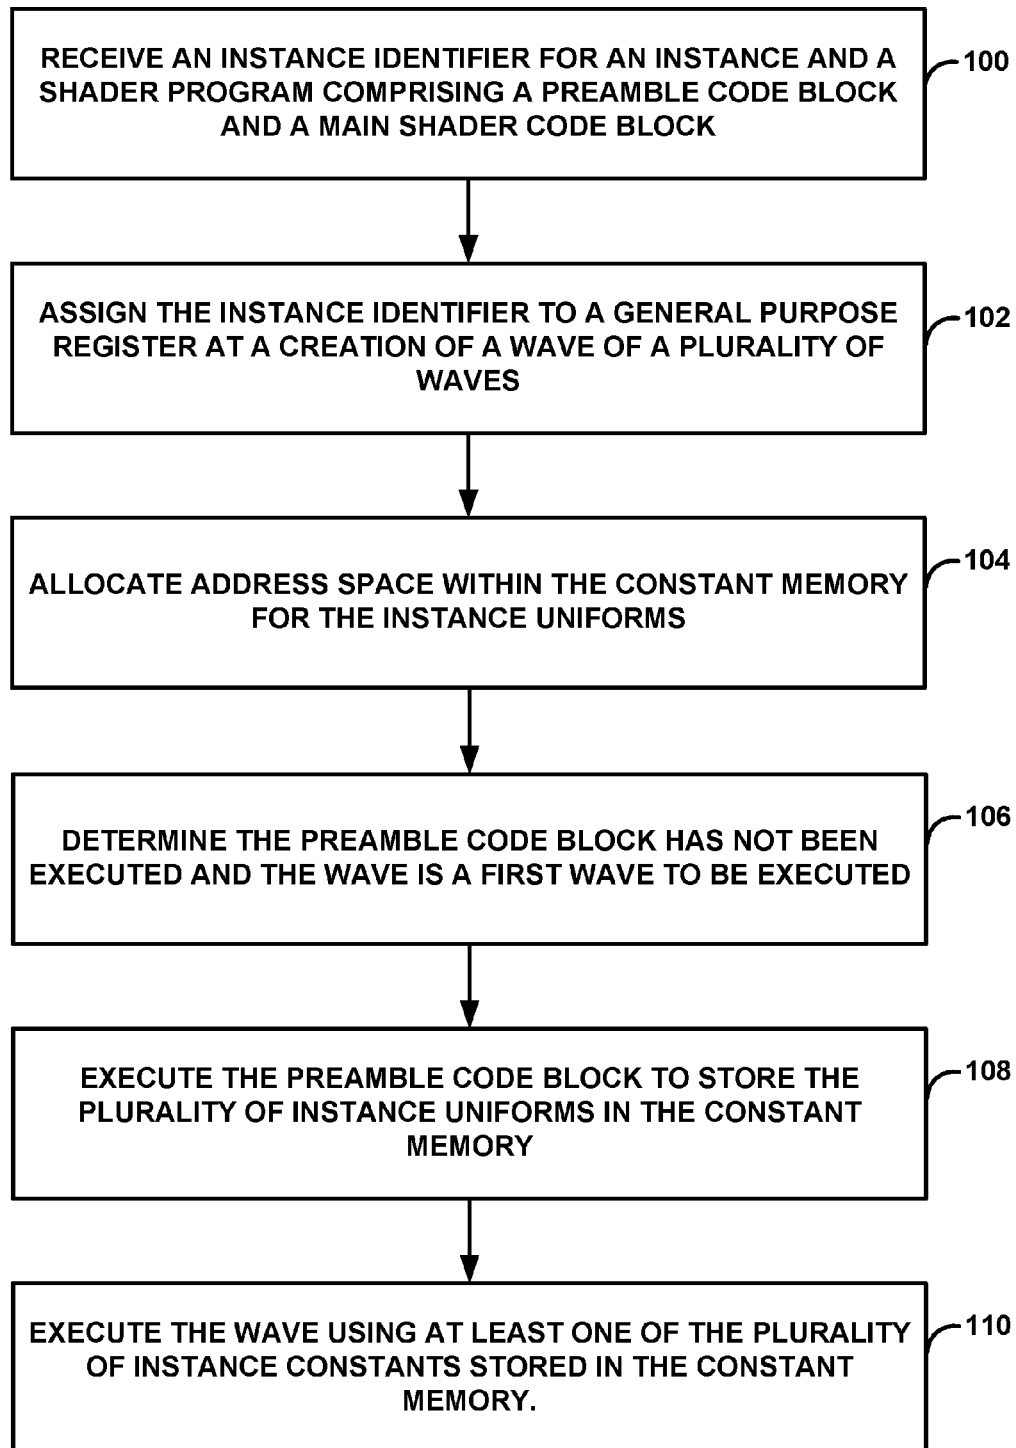 RECEIVE AN INSTANCE IDENTIFIER FOR AN INSTANCE AND A
SHADER PROGRAM COMPRISING A PREAMBLE CODE BLOCK
AND A MAIN SHADER CODE BLOCK
100
ASSIGN THE INSTANCE IDENTIFIER TO A GENERAL PURPOSE
REGISTER AT A CREATION OF A WAVE OF A PLURALITY OF
WAVES
102
ALLOCATE ADDRESS SPACE WITHIN THE CONSTANT MEMORY
FOR THE INSTANCE UNIFORMS
104
DETERMINE THE PREAMBLE CODE BLOCK HAS NOT BEEN
EXECUTED AND THE WAVE IS A FIRST WAVE TO BE EXECUTED
106
EXECUTE THE PREAMBLE CODE BLOCK TO STORE THE
PLURALITY OF INSTANCE UNIFORMS IN THE CONSTANT
MEMORY
108
EXECUTE THE WAVE USING AT LEAST ONE OF THE PLURALITY
OF INSTANCE CONSTANTS STORED IN THE CONSTANT
MEMORY.
110